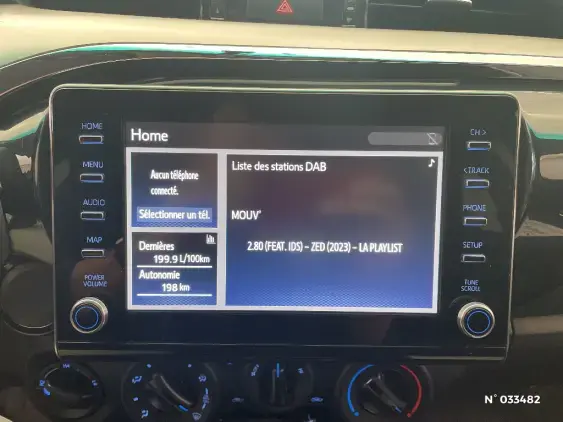 HOME
MENU
AUDIO
MAP
POWER
VOLUME
Home
Aucun téléphone
connecté.
Sélectionner un tél.
Dernières
199.9 L/100km
Autonomie
198 km
Liste des stations DAB
MOUV'
2.80 (FEAT. IDS) – ZED (2023) – LA PLAYLIST
CH >
< TRACK
PHONE
SETUP
TUNE
SCROLL
N° 033482